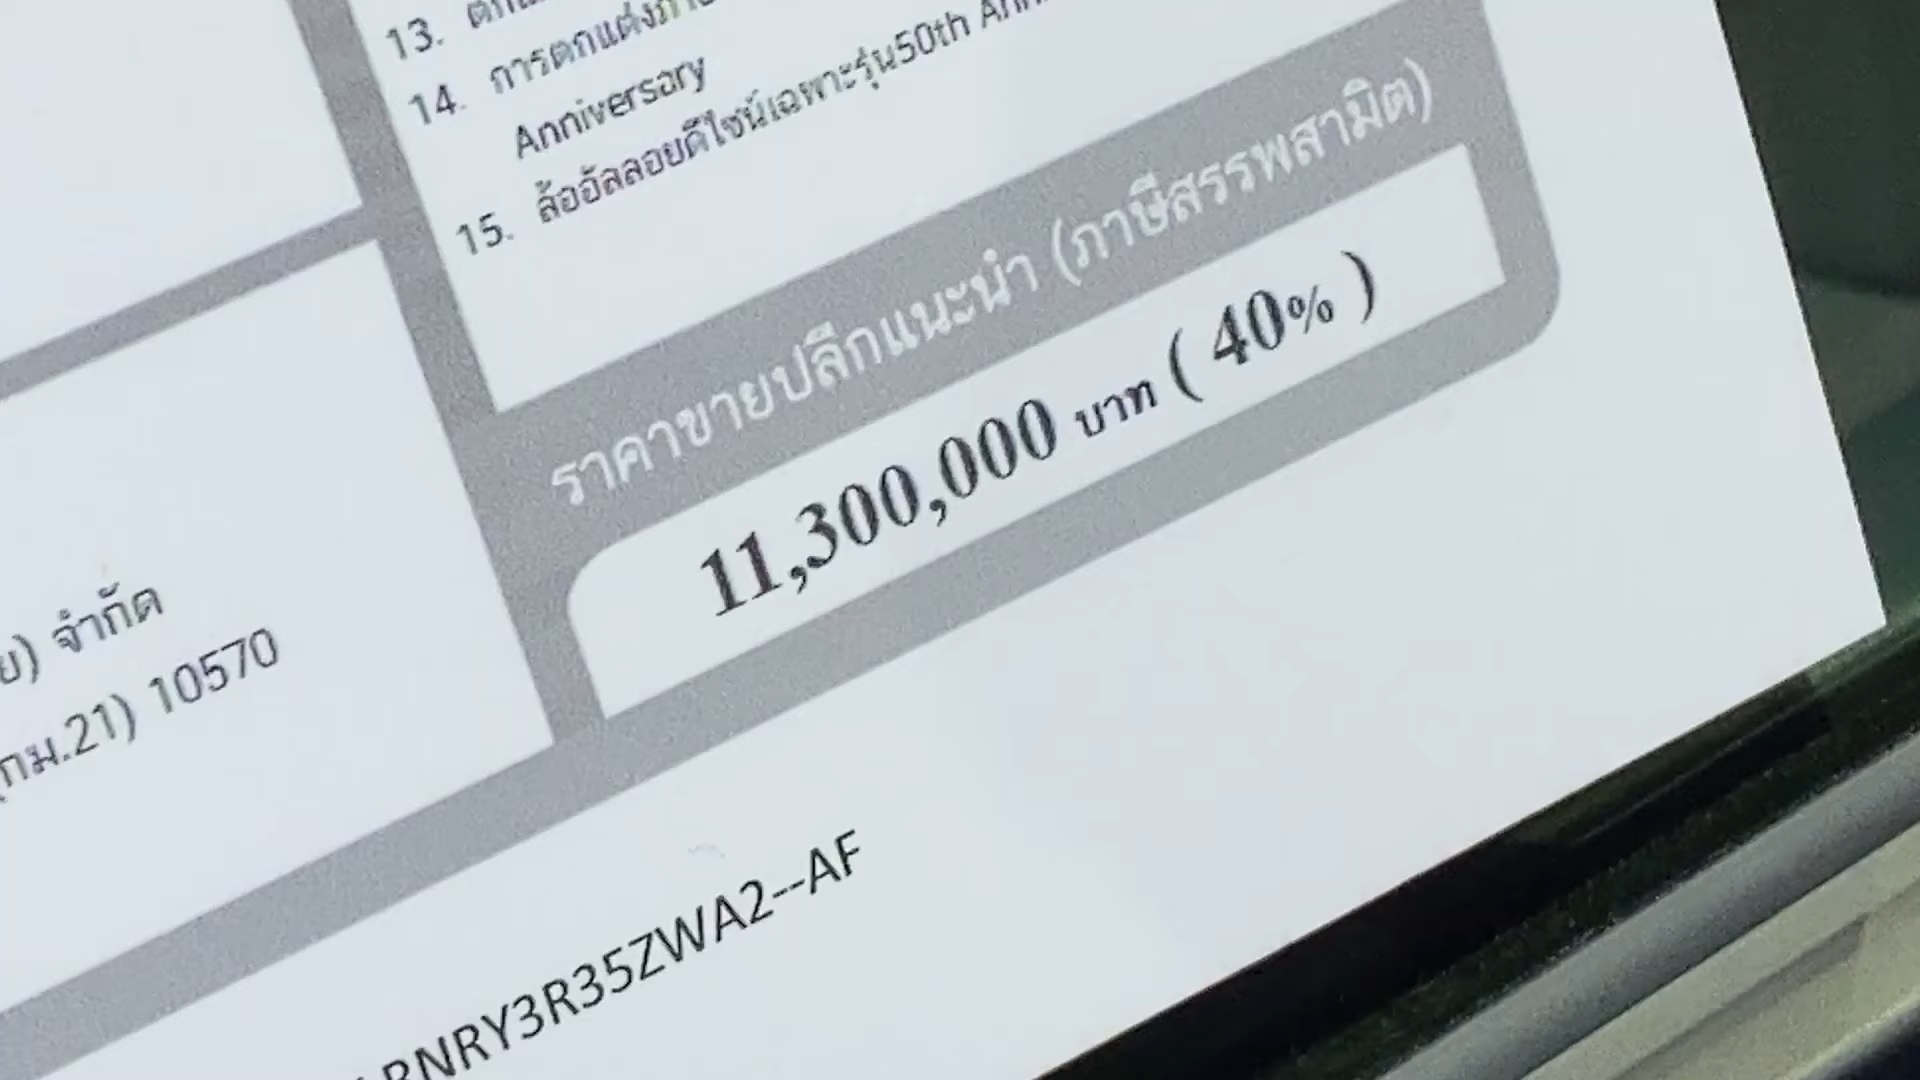 13.
14. การตกแต่งภาย
Anniversary
15. ล้ออัลลอยดีไซน์เฉพาะรุ่น50th
ราคาขายปลีกแนะนำ (ภาษีสรรพสามิต)
11,300,000 บาท ( 40% )
จำกัด
(กม.21) 10570
BNRY3R35ZWA2--AF